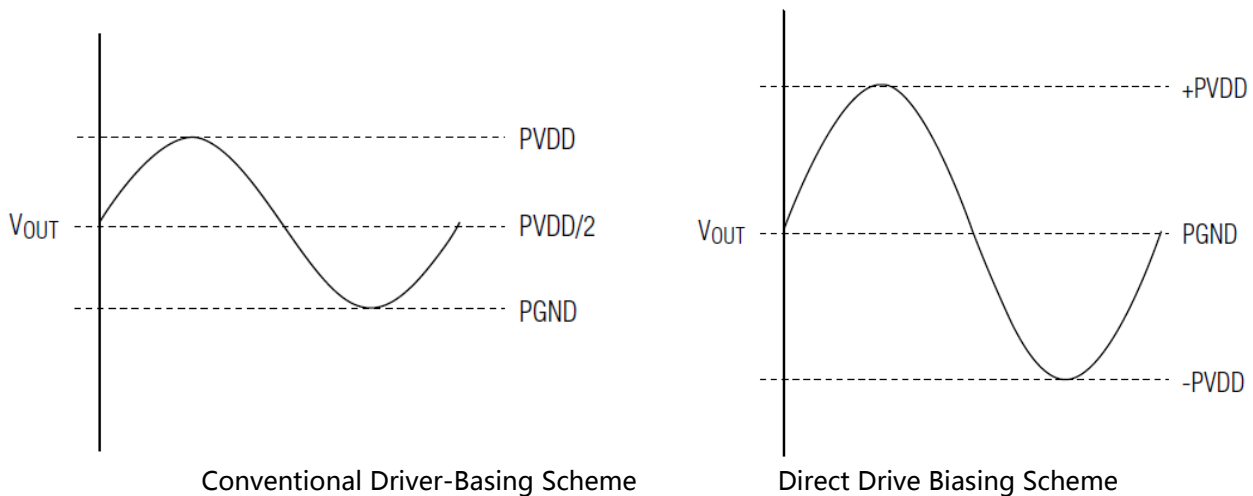 PVDD
VOUT
PVDD/2
PGND
Conventional Driver-Basing Scheme
+PVDD
VOUT
PGND
-PVDD
Direct Drive Biasing Scheme